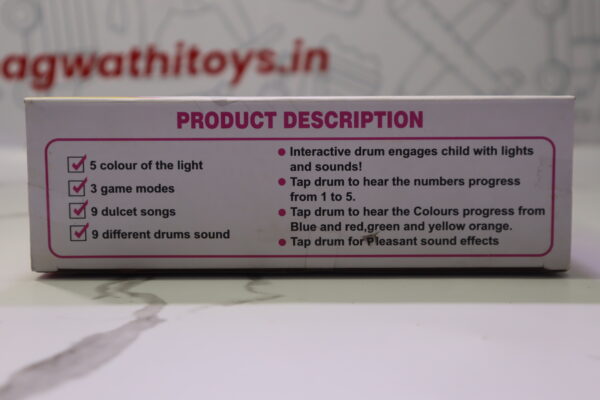 agwathitoys.in
PRODUCT DESCRIPTION
5 colour of the light
3 game modes
9 dulcet songs
9 different drums sound
Interactive drum engages child with lights
and sounds!
Tap drum to hear the numbers progress
from 1 to 5.
Tap drum to hear the Colours progress from
Blue and red,green and yellow orange.
Tap drum for Pleasant sound effects